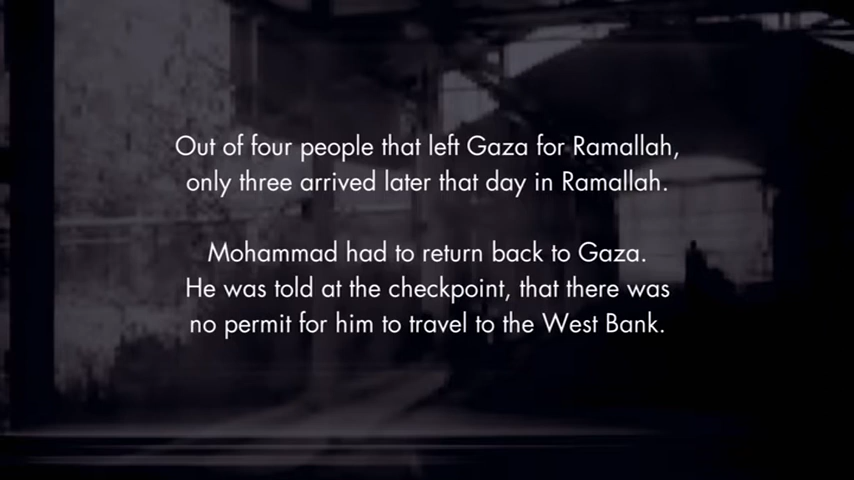 Out of four people that left Gaza for Ramallah,
only three arrived later that day in Ramallah.
Mohammad had to return back to Gaza.
He was told at the checkpoint, that there was
no permit for him to travel to the West Bank.